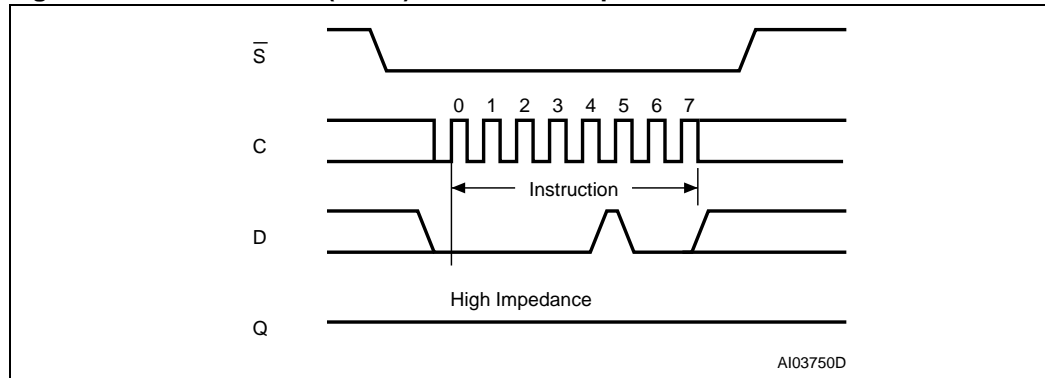 S̅
0 1 2 3 4 5 6 7
C
Instruction
D
High Impedance
Q
AI03750D